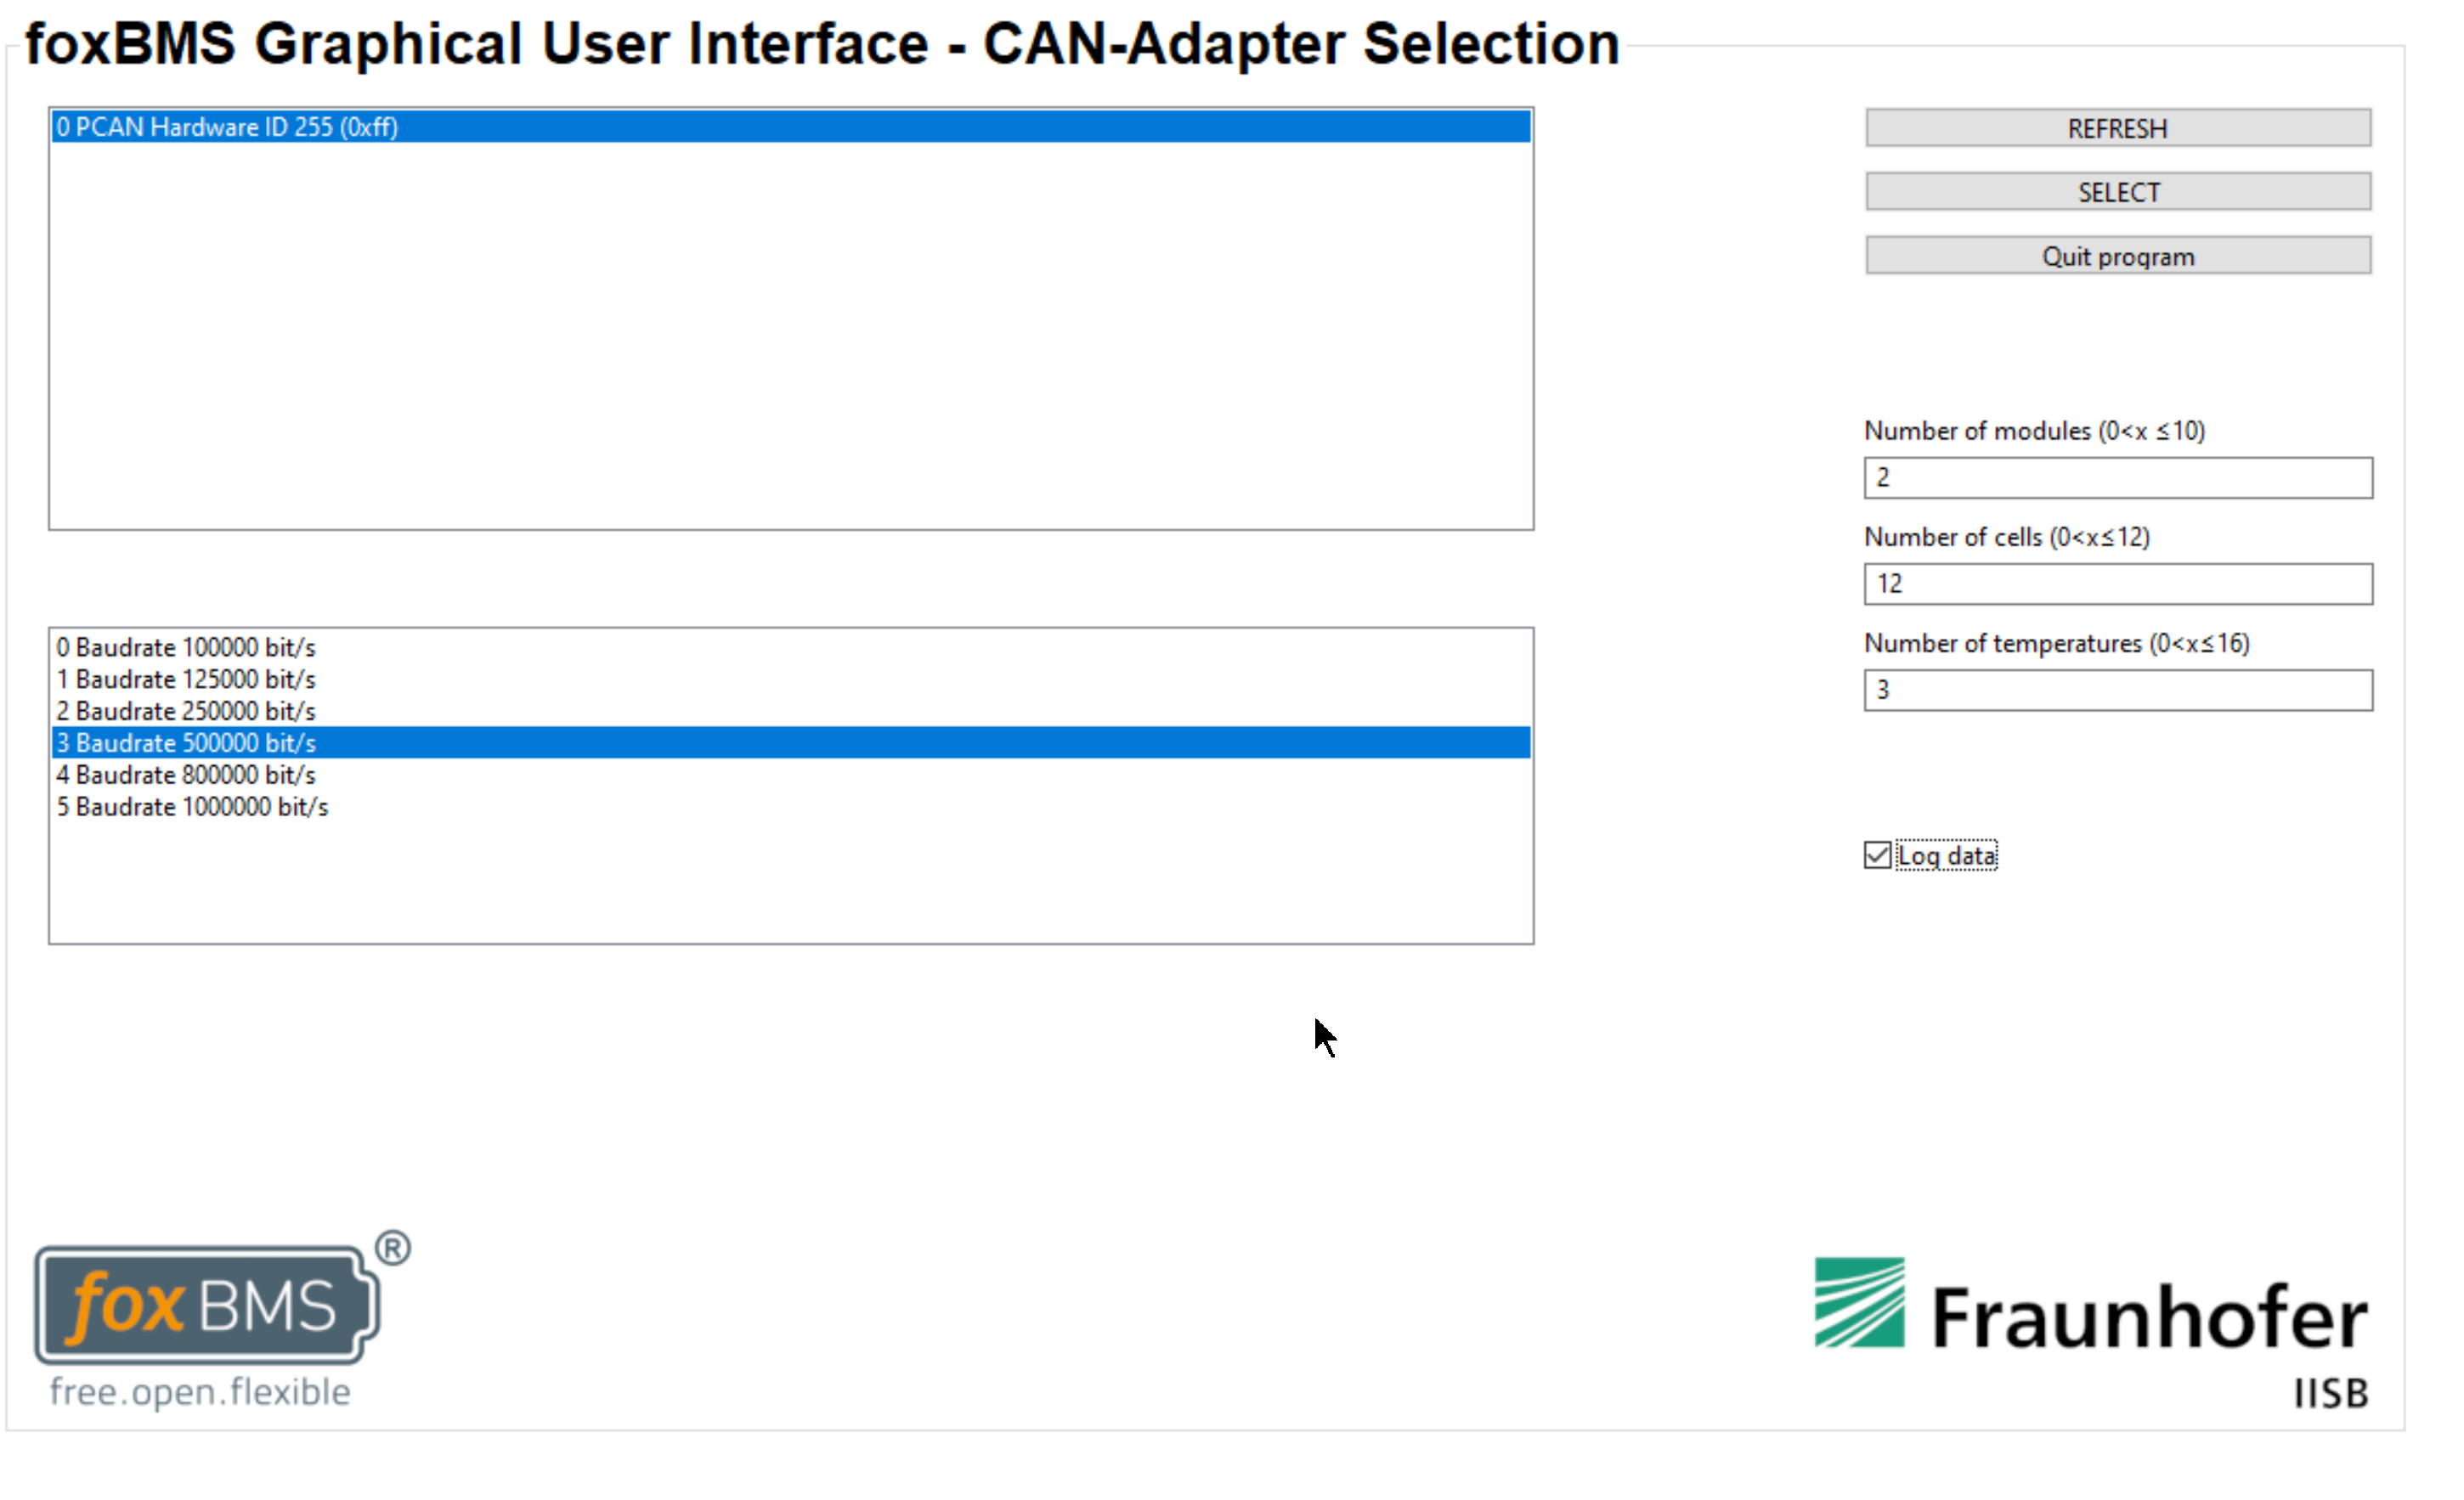 foxBMS Graphical User Interface - CAN-Adapter Selection
0 PCAN Hardware ID 255 (0xff)
REFRESH
SELECT
Quit program
Number of modules (0<x ≤10)
2
Number of cells (0<x≤12)
12
Number of temperatures (0<x≤16)
3
0 Baudrate 100000 bit/s
1 Baudrate 125000 bit/s
2 Baudrate 250000 bit/s
3 Baudrate 500000 bit/s
4 Baudrate 800000 bit/s
5 Baudrate 1000000 bit/s
Log data
fox BMS ®
free.open.flexible
Fraunhofer
IISB